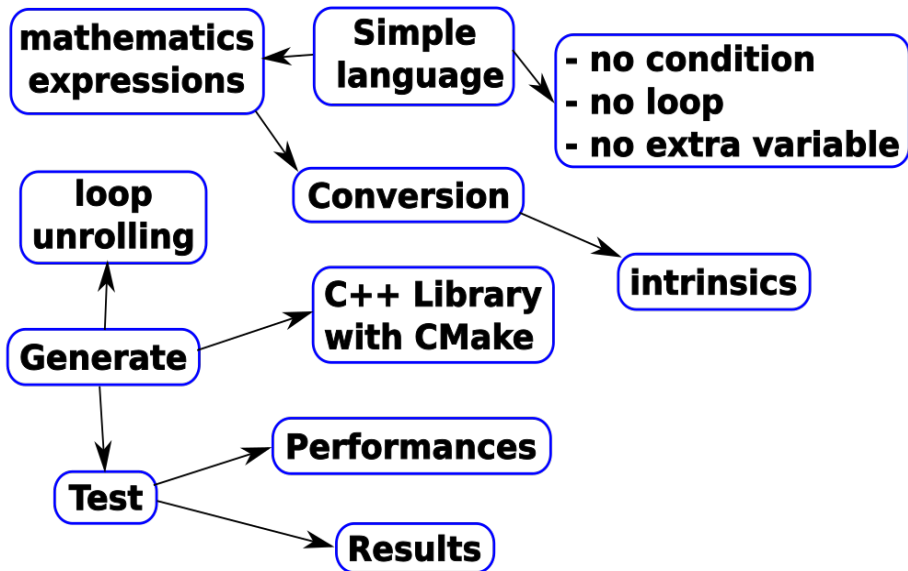 mathematics
expressions
Simple
language
- no condition
- no loop
- no extra variable
Conversion
loop
unrolling
intrinsics
C++ Library
with CMake
Generate
Performances
Test
Results